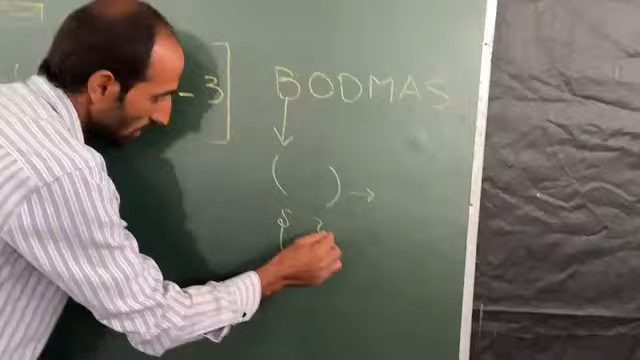 - 3] BODMAS
( ) →
{